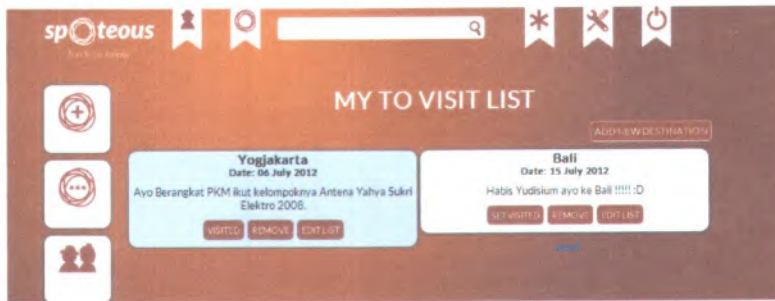 spoteous
MY TO VISIT LIST
ADD NEW DESTINATION
Yogjakarta
Date: 06 July 2012
Ayo Berangkat PKM ikut kelompoknya Antena Yahya Sukri
Elektro 2008.
VISITED REMOVE EDIT LIST
Bali
Date: 15 July 2012
Habis Yudisium ayo ke Bali !!!!! :D
SET VISITED REMOVE EDIT LIST